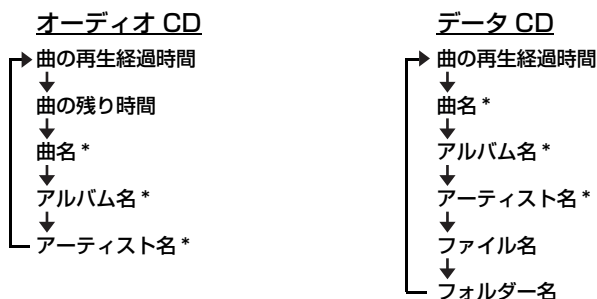 オーディオ CD
曲の再生経過時間
曲の残り時間
曲名 *
アルバム名 *
アーティスト名 *
データ CD
曲の再生経過時間
曲名 *
アルバム名 *
アーティスト名 *
ファイル名
フォルダー名